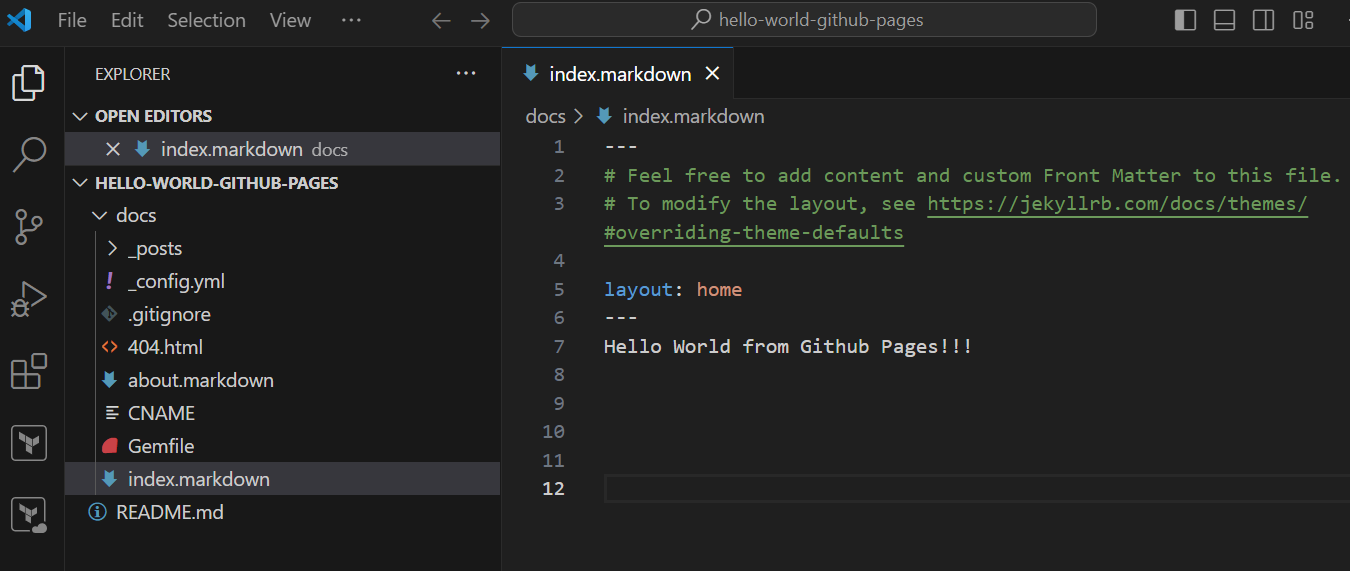 File Edit Selection View ··· hello-world-github-pages
EXPLORER ···
OPEN EDITORS
index.markdown docs
HELLO-WORLD-GITHUB-PAGES
docs
_posts
_config.yml
.gitignore
404.html
about.markdown
CNAME
Gemfile
index.markdown
README.md
index.markdown
docs > index.markdown
1 ---
2 # Feel free to add content and custom Front Matter to this file.
3 # To modify the layout, see https://jekyllrb.com/docs/themes/
#overriding-theme-defaults
4
5 layout: home
6 ---
7 Hello World from Github Pages!!!
8
9
10
11
12